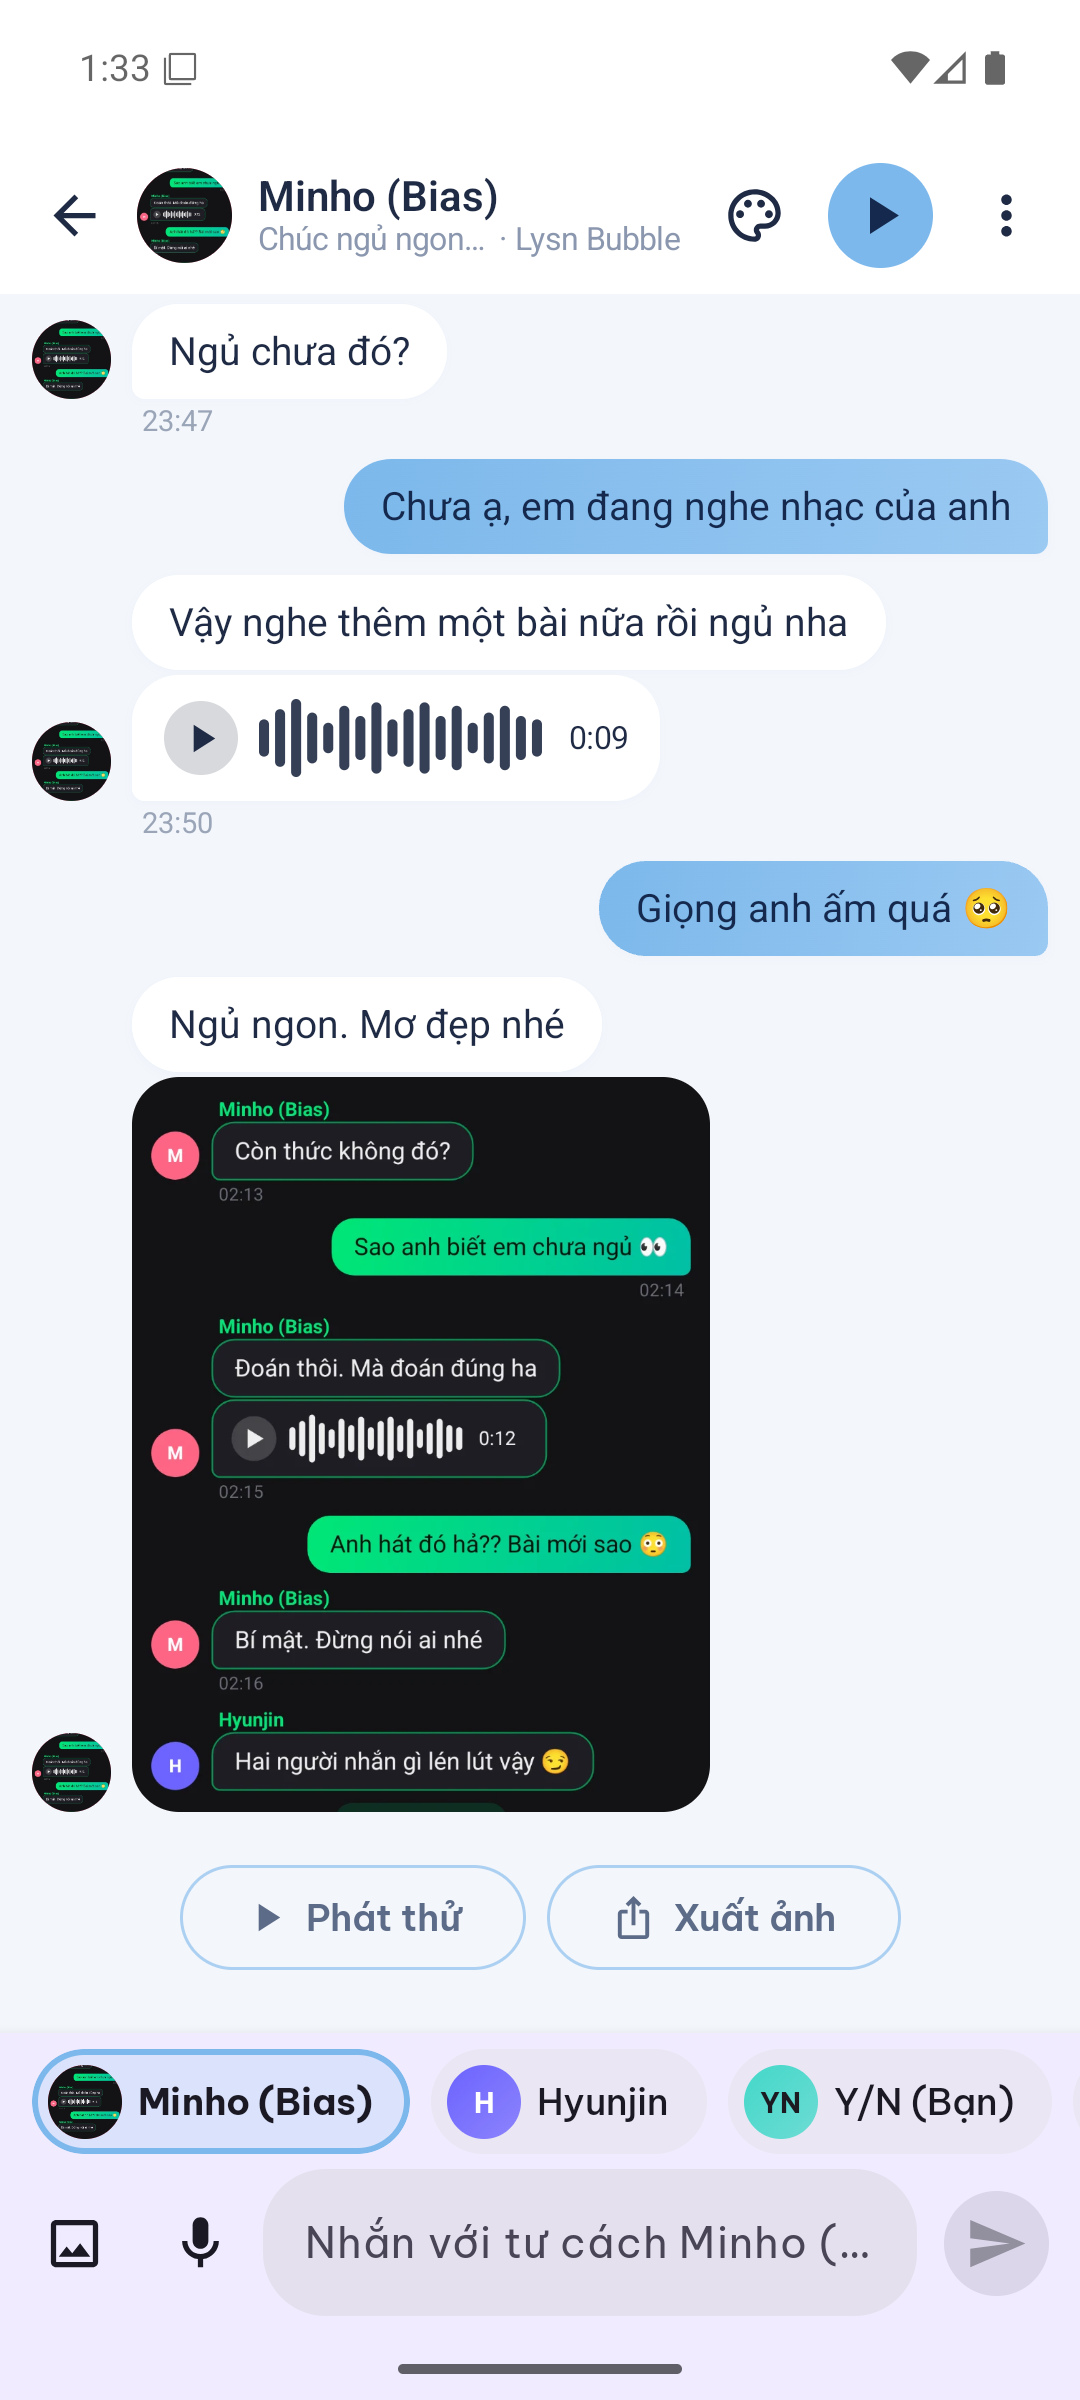 1:33
Minho (Bias)
Chúc ngủ ngon... · Lysn Bubble
Ngủ chưa đó?
23:47
Chưa ạ, em đang nghe nhạc của anh
Vậy nghe thêm một bài nữa rồi ngủ nha
0:09
23:50
Giọng anh ấm quá 🥺
Ngủ ngon. Mơ đẹp nhé
Minho (Bias)
M
Còn thức không đó?
02:13
Sao anh biết em chưa ngủ 👀
02:14
Minho (Bias)
Đoán thôi. Mà đoán đúng ha
M
0:12
02:15
Anh hát đó hả?? Bài mới sao 😳
Minho (Bias)
M
Bí mật. Đừng nói ai nhé
02:16
Hyunjin
H
Hai người nhắn gì lén lút vậy 😏
Phát thử
Xuất ảnh
Minho (Bias)
H
Hyunjin
YN
Y/N (Bạn)
Nhắn với tư cách Minho (...